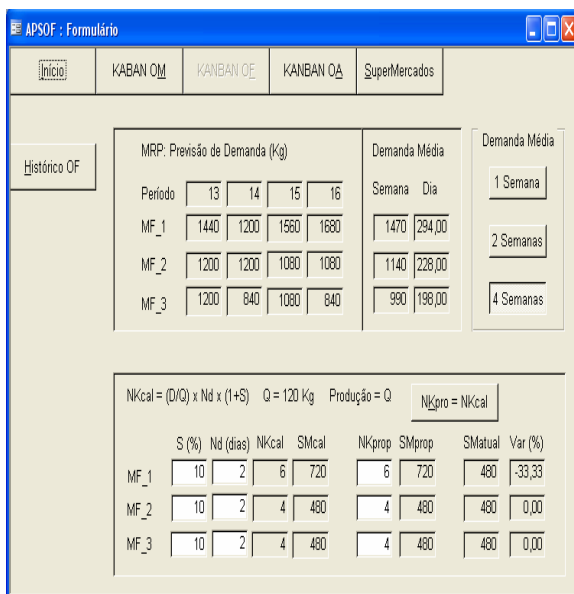 APSOF : Formulário
Início KABAN OM KANBAN OF KANBAN OA SuperMercados
Histórico OF
MRP: Previsão de Demanda (Kg) Demanda Média Demanda Média
Período 13 14 15 16 Semana Dia 1 Semana
MF_1 1440 1200 1560 1680 1470 294,00
MF_2 1200 1200 1080 1080 1140 228,00 2 Semanas
MF_3 1200 840 1080 840 990 198,00 4 Semanas
NKcal = (D/Q) x Nd x (1+S) Q = 120 Kg Produção = Q NKpro = NKcal
S (%) Nd (dias) NKcal SMcal NKprop SMprop SMatual Var (%)
MF_1 10 2 6 720 6 720 480 -33,33
MF_2 10 2 4 480 4 480 480 0,00
MF_3 10 2 4 480 4 480 480 0,00